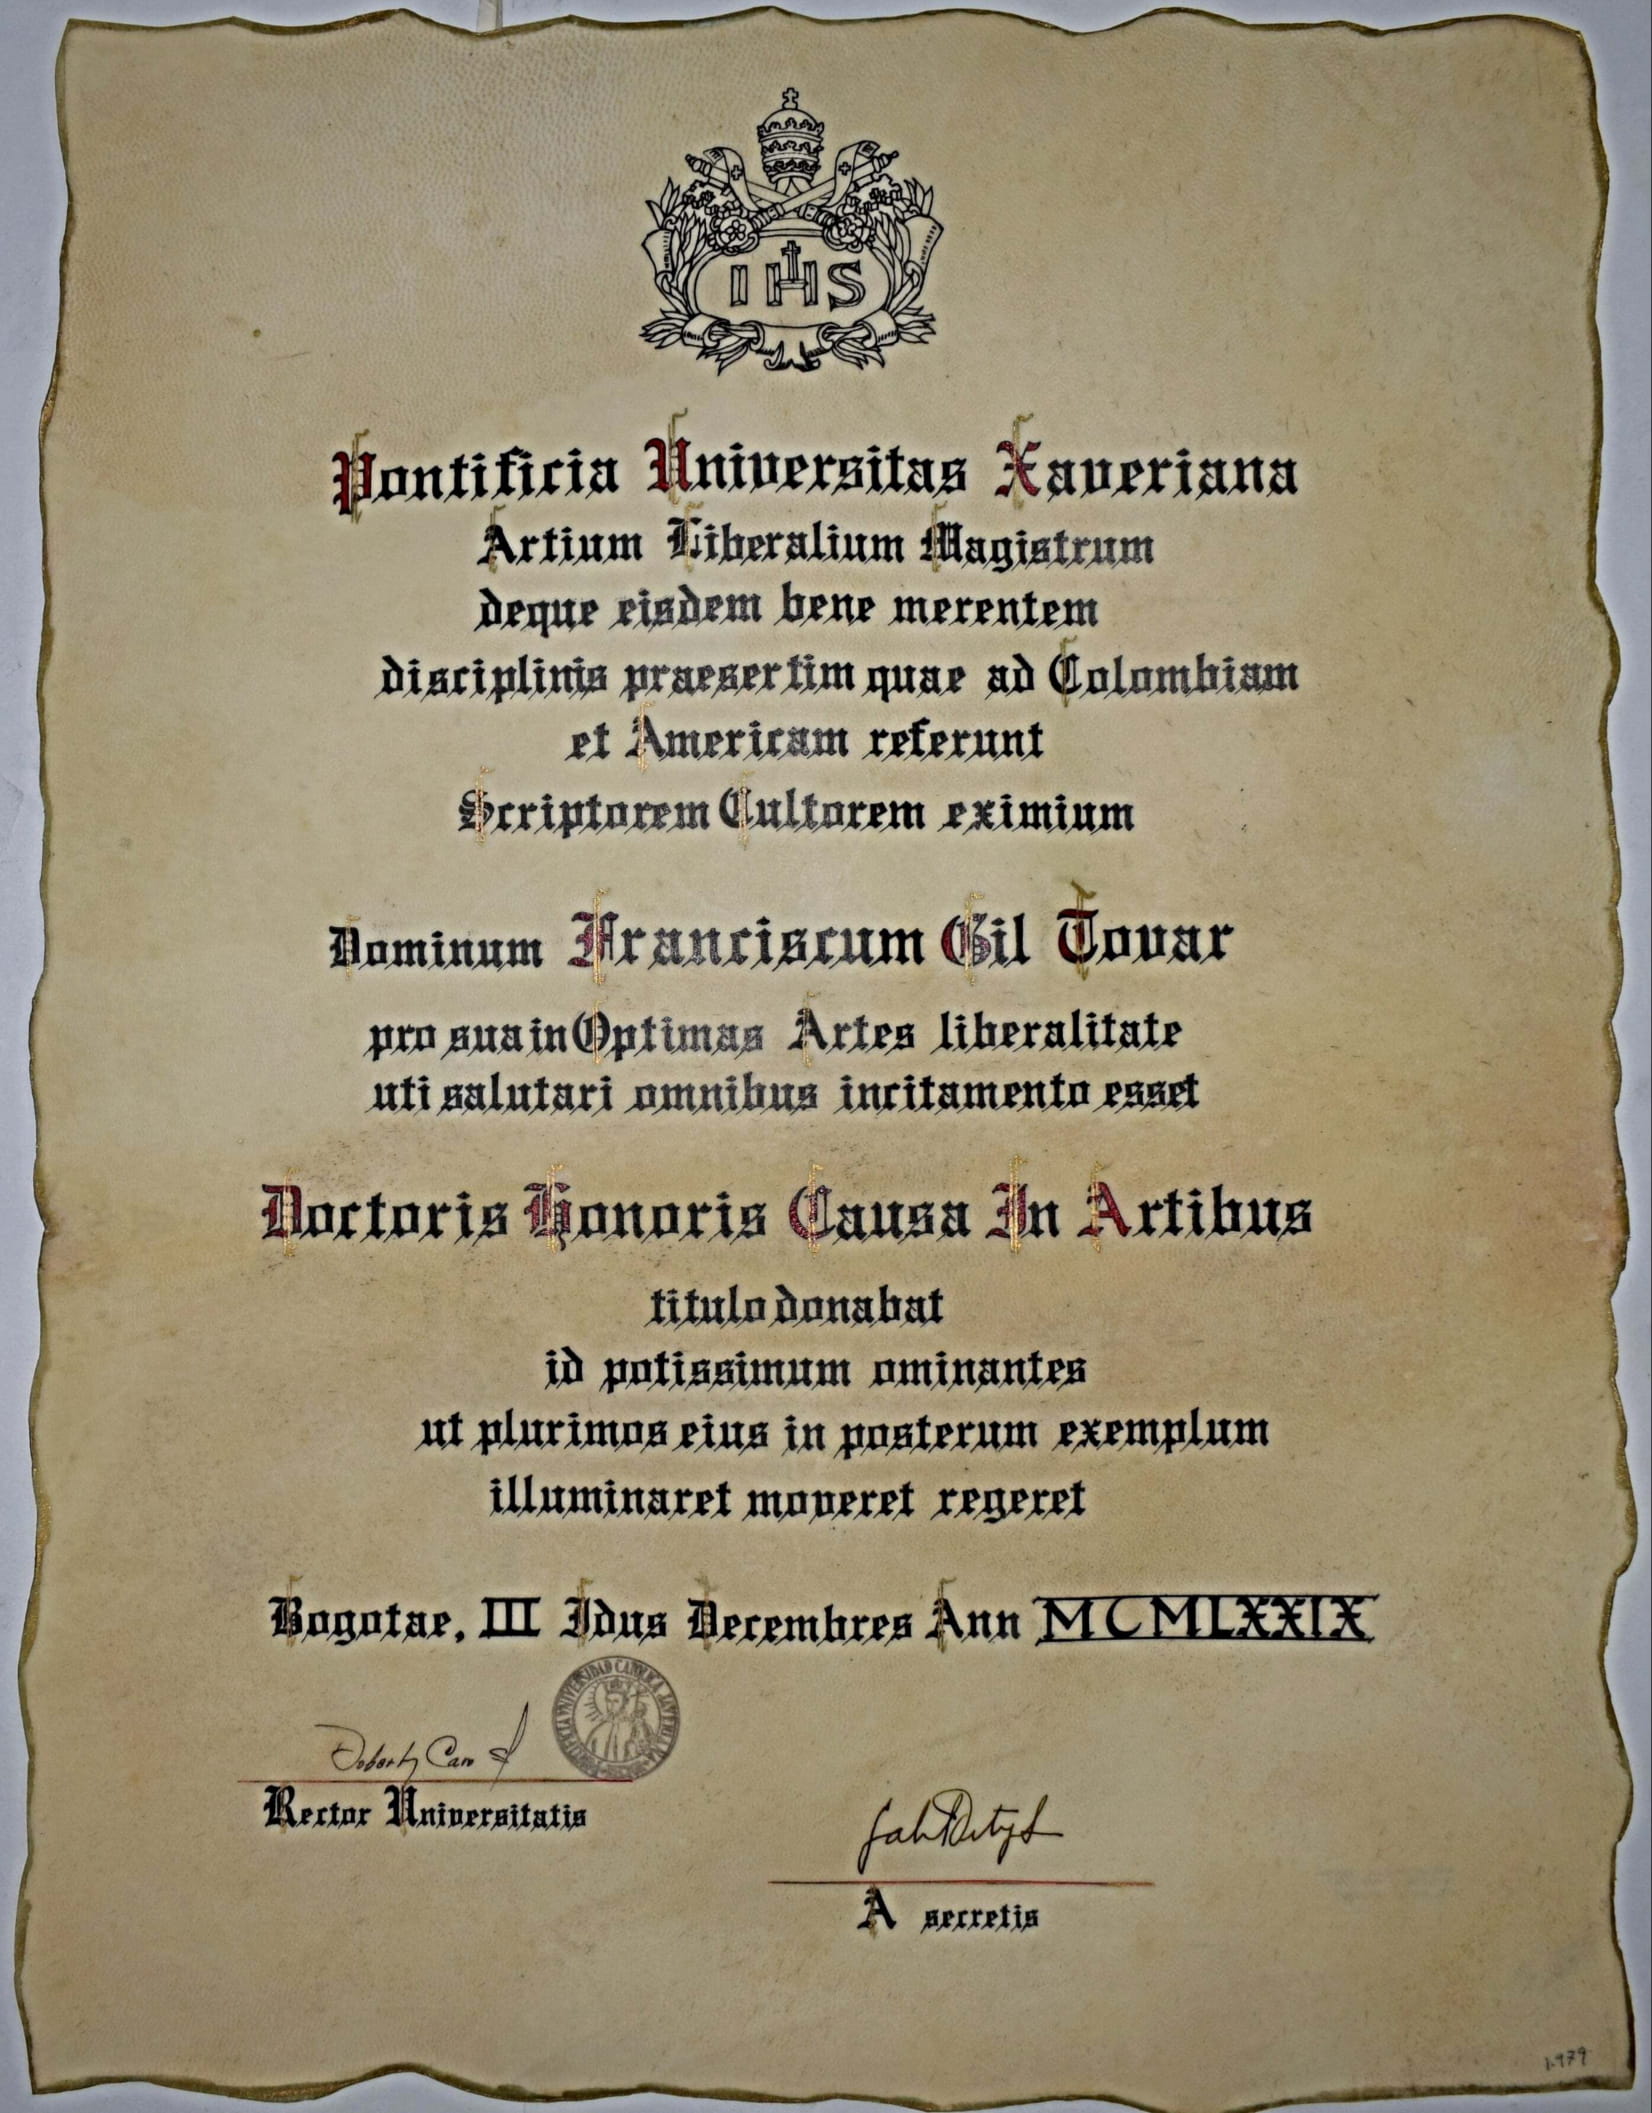 IHS
Pontificia Universitas Xaveriana
Artium Liberalium Magistrum
deque eisdem bene merentem
disciplinis praesertim quae ad Colombiam
et Americam referunt
Scriptorem Cultorem eximium
Dominum Franciscum Gil Tovar
pro sua in Optimas Artes liberalitate
uti salutari omnibus incitamento esset
Doctoris Honoris Causa In Artibus
titulo donabat
id potissimum ominantes
ut plurimos eius in posterum exemplum
illuminaret moveret regeret
Bogotae, III Idus Decembres Ann MCMLXXIX
Rector Universitatis
A secretis
1.979